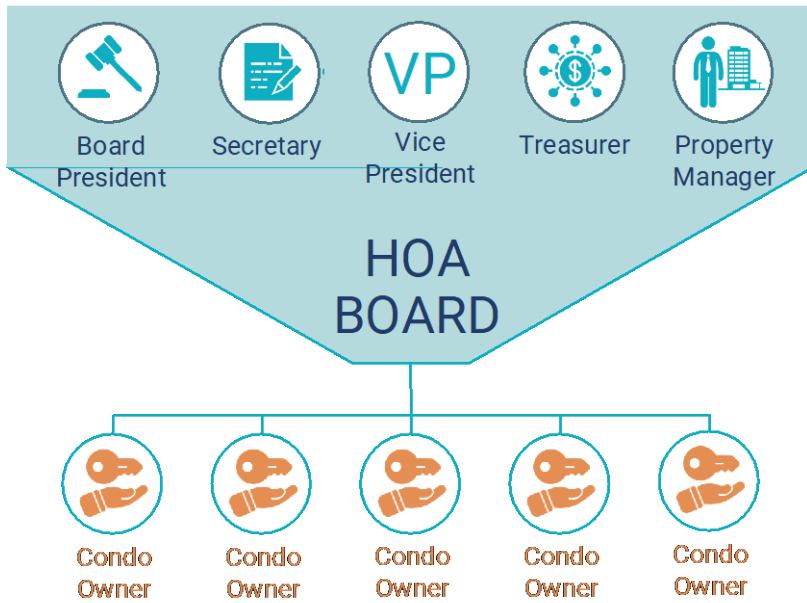 VP
$
Board
President
Secretary
Vice
President
Treasurer
Property
Manager
HOA
BOARD
Condo
Owner
Condo
Owner
Condo
Owner
Condo
Owner
Condo
Owner